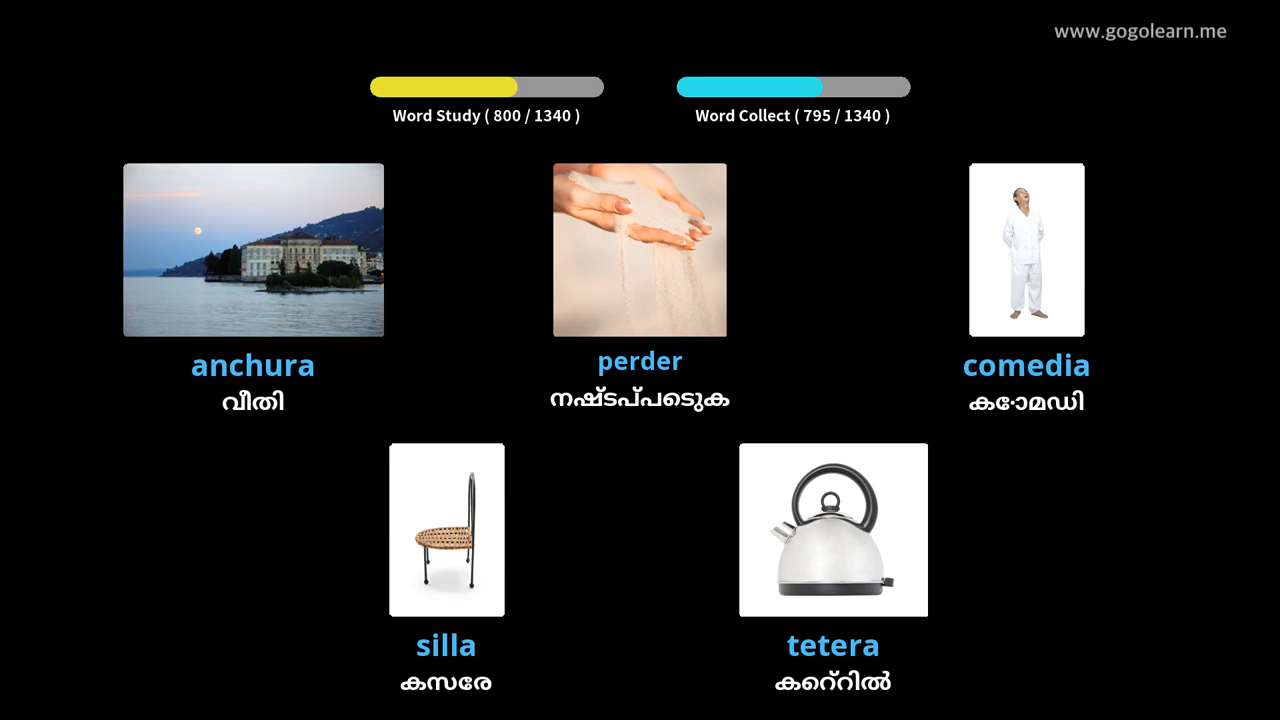 www.gogolearn.me
Word Study ( 800 / 1340 )
Word Collect ( 795 / 1340 )
anchura
വീതി
perder
നഷ്ടപ്പെടുക
comedia
കോമഡി
silla
കസേര
tetera
കെറ്റിൽ